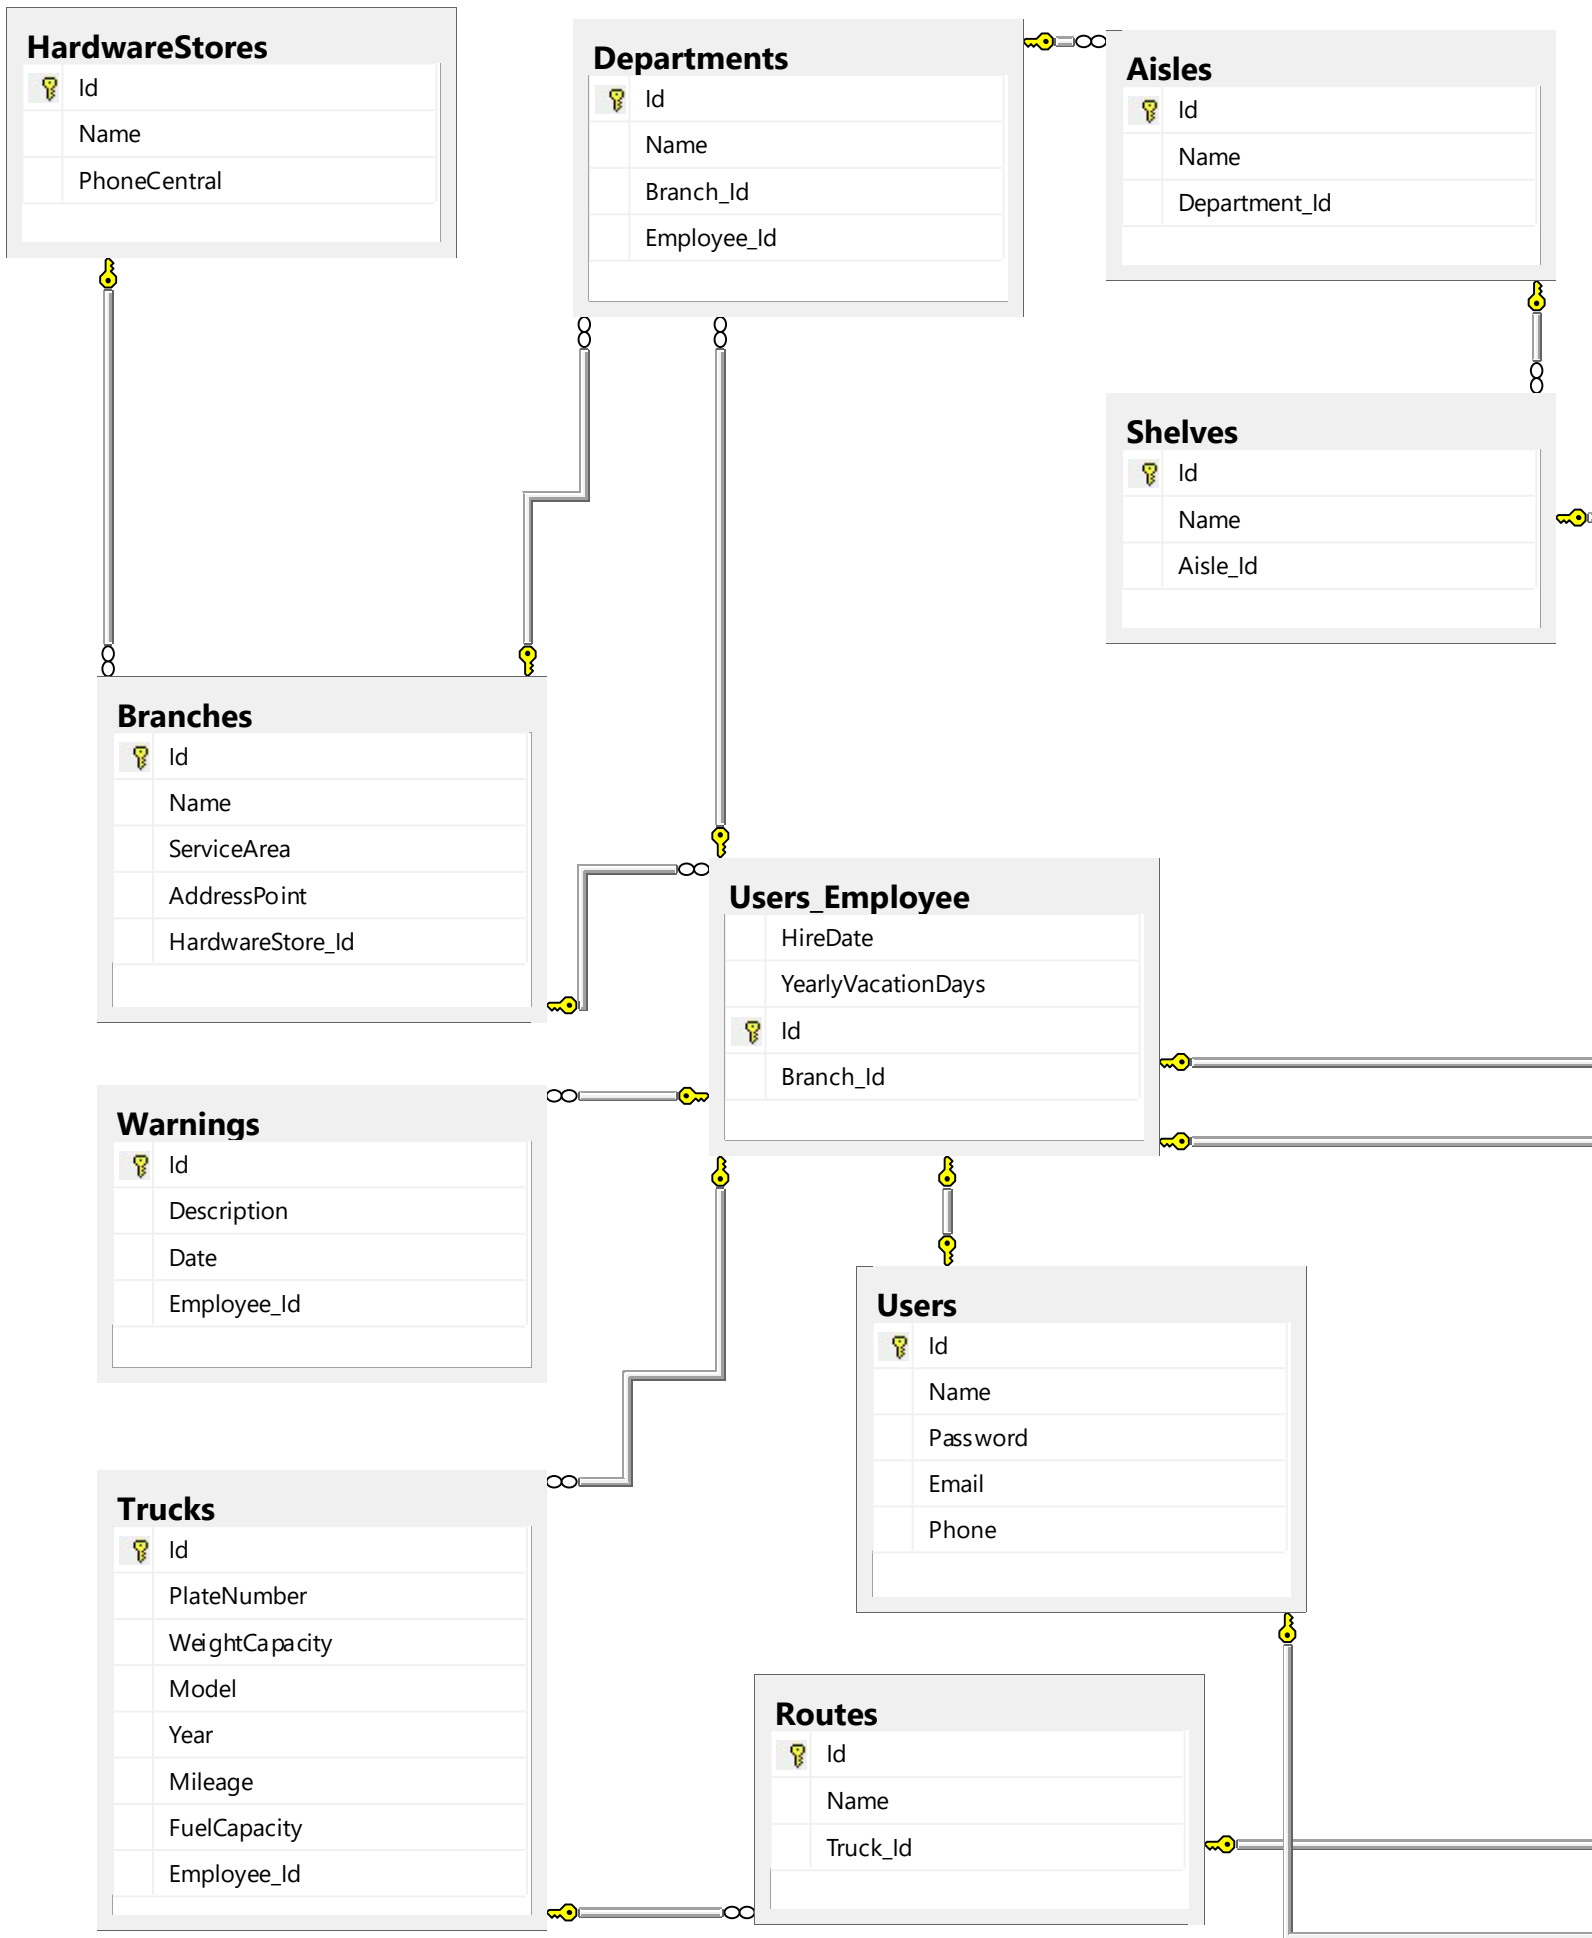 HardwareStores
Id
Name
PhoneCentral
Departments
Id
Name
Branch_Id
Employee_Id
Aisles
Id
Name
Department_Id
Shelves
Id
Name
Aisle_Id
Branches
Id
Name
ServiceArea
AddressPoint
HardwareStore_Id
Users_Employee
HireDate
YearlyVacationDays
Id
Branch_Id
Warnings
Id
Description
Date
Employee_Id
Users
Id
Name
Password
Email
Phone
Trucks
Id
PlateNumber
WeightCapacity
Model
Year
Mileage
FuelCapacity
Employee_Id
Routes
Id
Name
Truck_Id